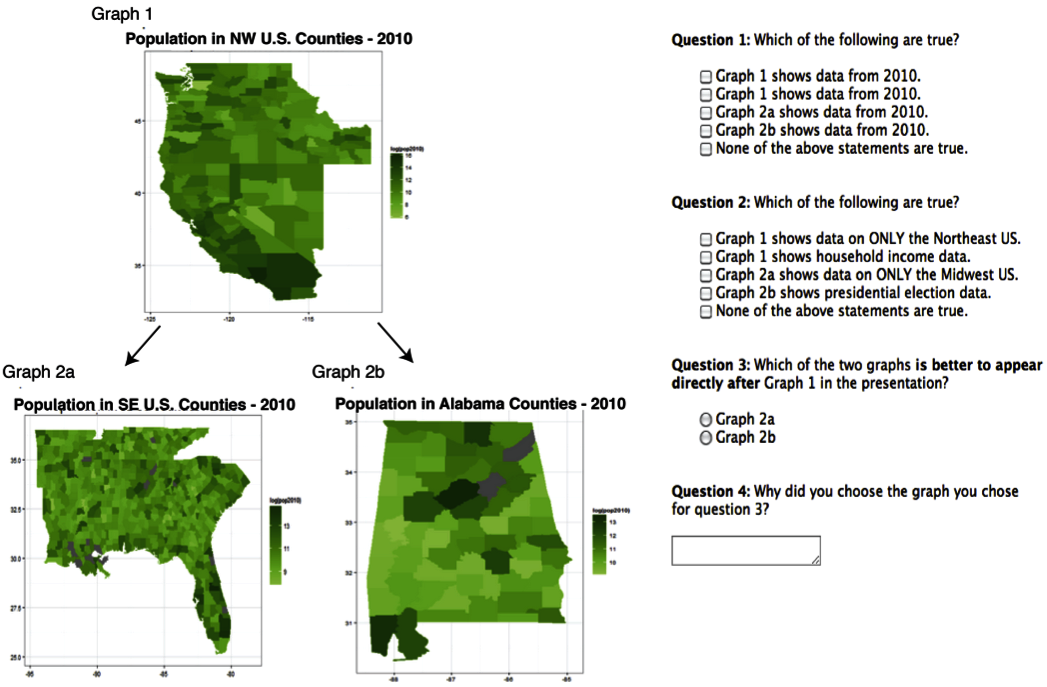 Graph 1
Population in NW U.S. Counties - 2010
45
40
35
-125
-120
-115
log(pop2010)
16
14
12
10
8
6
Graph 2a
Population in SE U.S. Counties - 2010
35.0
32.5
30.0
27.5
25.0
-95
-90
-85
-80
log(pop2010)
13
11
9
Graph 2b
Population in Alabama Counties - 2010
35
34
33
32
31
-88
-87
-86
-85
log(pop2010)
13
12
11
10
Question 1: Which of the following are true?
Graph 1 shows data from 2010.
Graph 1 shows data from 2010.
Graph 2a shows data from 2010.
Graph 2b shows data from 2010.
None of the above statements are true.
Question 2: Which of the following are true?
Graph 1 shows data on ONLY the Northeast US.
Graph 1 shows household income data.
Graph 2a shows data on ONLY the Midwest US.
Graph 2b shows presidential election data.
None of the above statements are true.
Question 3: Which of the two graphs is better to appear
directly after Graph 1 in the presentation?
Graph 2a
Graph 2b
Question 4: Why did you choose the graph you chose
for question 3?